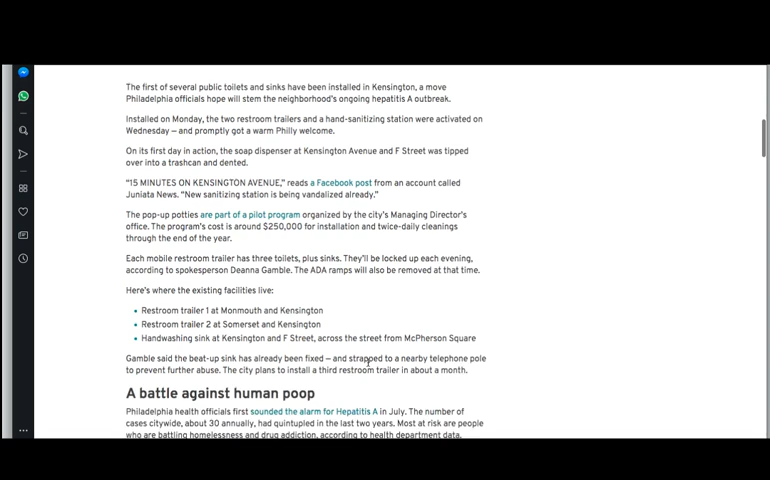 The first of several public toilets and sinks have been installed in Kensington, a move
Philadelphia officials hope will stem the neighborhood's ongoing hepatitis A outbreak.
Installed on Monday, the two restroom trailers and a hand-sanitizing station were activated on
Wednesday — and promptly got a warm Philly welcome.
On its first day in action, the soap dispenser at Kensington Avenue and F Street was tipped
over into a trashcan and dented.
"15 MINUTES ON KENSINGTON AVENUE," reads a Facebook post from an account called
Juniata News. "New sanitizing station is being vandalized already."
The pop-up potties are part of a pilot program organized by the city's Managing Director's
office. The program's cost is around $250,000 for installation and twice-daily cleanings
through the end of the year.
Each mobile restroom trailer has three toilets, plus sinks. They'll be locked up each evening,
according to spokesperson Deanna Gamble. The ADA ramps will also be removed at that time.
Here's where the existing facilities live:
• Restroom trailer 1 at Monmouth and Kensington
• Restroom trailer 2 at Somerset and Kensington
• Handwashing sink at Kensington and F Street, across the street from McPherson Square
Gamble said the beat-up sink has already been fixed — and strapped to a nearby telephone pole
to prevent further abuse. The city plans to install a third restroom trailer in about a month.
A battle against human poop
Philadelphia health officials first sounded the alarm for Hepatitis A in July. The number of
cases citywide, about 30 annually, had quintupled in the last two years. Most at risk are people
who are battling homelessness and drug addiction, according to health department data.